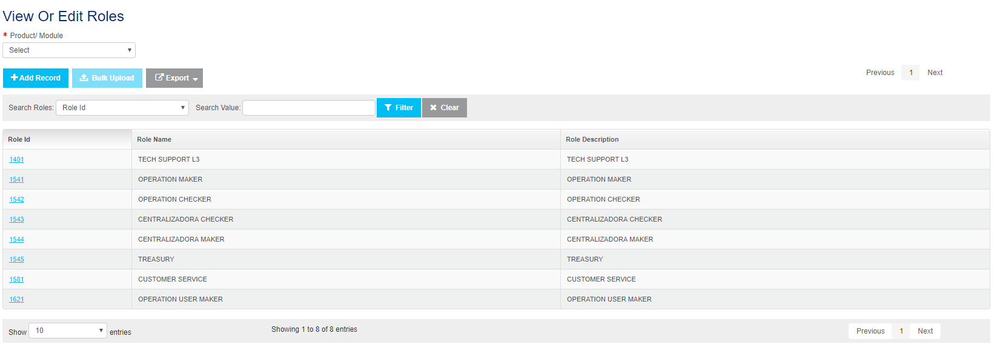 View Or Edit Roles
* Product/ Module
Select
Add Record Bulk Upload Export
Previous 1 Next
Search Roles: Role Id Search Value: Filter Clear
Role Id Role Name Role Description
1401 TECH SUPPORT L3 TECH SUPPORT L3
1541 OPERATION MAKER OPERATION MAKER
1542 OPERATION CHECKER OPERATION CHECKER
1543 CENTRALIZADORA CHECKER CENTRALIZADORA CHECKER
1544 CENTRALIZADORA MAKER CENTRALIZADORA MAKER
1545 TREASURY TREASURY
1581 CUSTOMER SERVICE CUSTOMER SERVICE
1621 OPERATION USER MAKER OPERATION USER MAKER
Show 10 entries Showing 1 to 8 of 8 entries Previous 1 Next